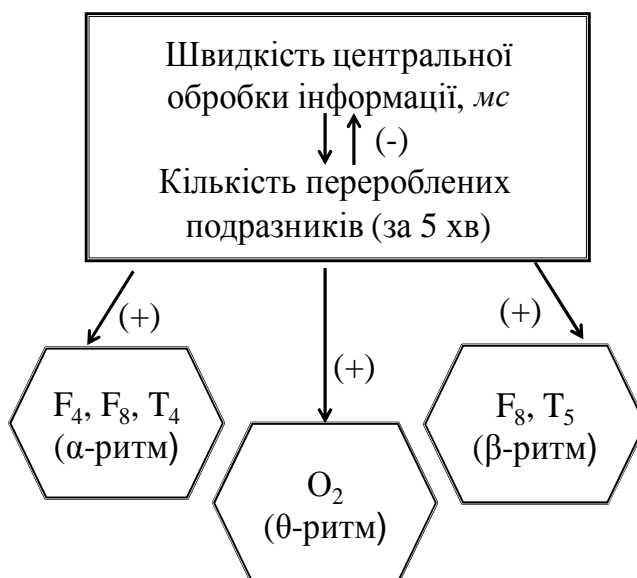 Швидкість центральної
обробки інформації, мс
(-)
Кількість перероблених
подразників (за 5 хв)
(+)
(+)
(+)
F₄, F₈, T₄
(α-ритм)
F₈, T₅
(β-ритм)
O₂
(θ-ритм)